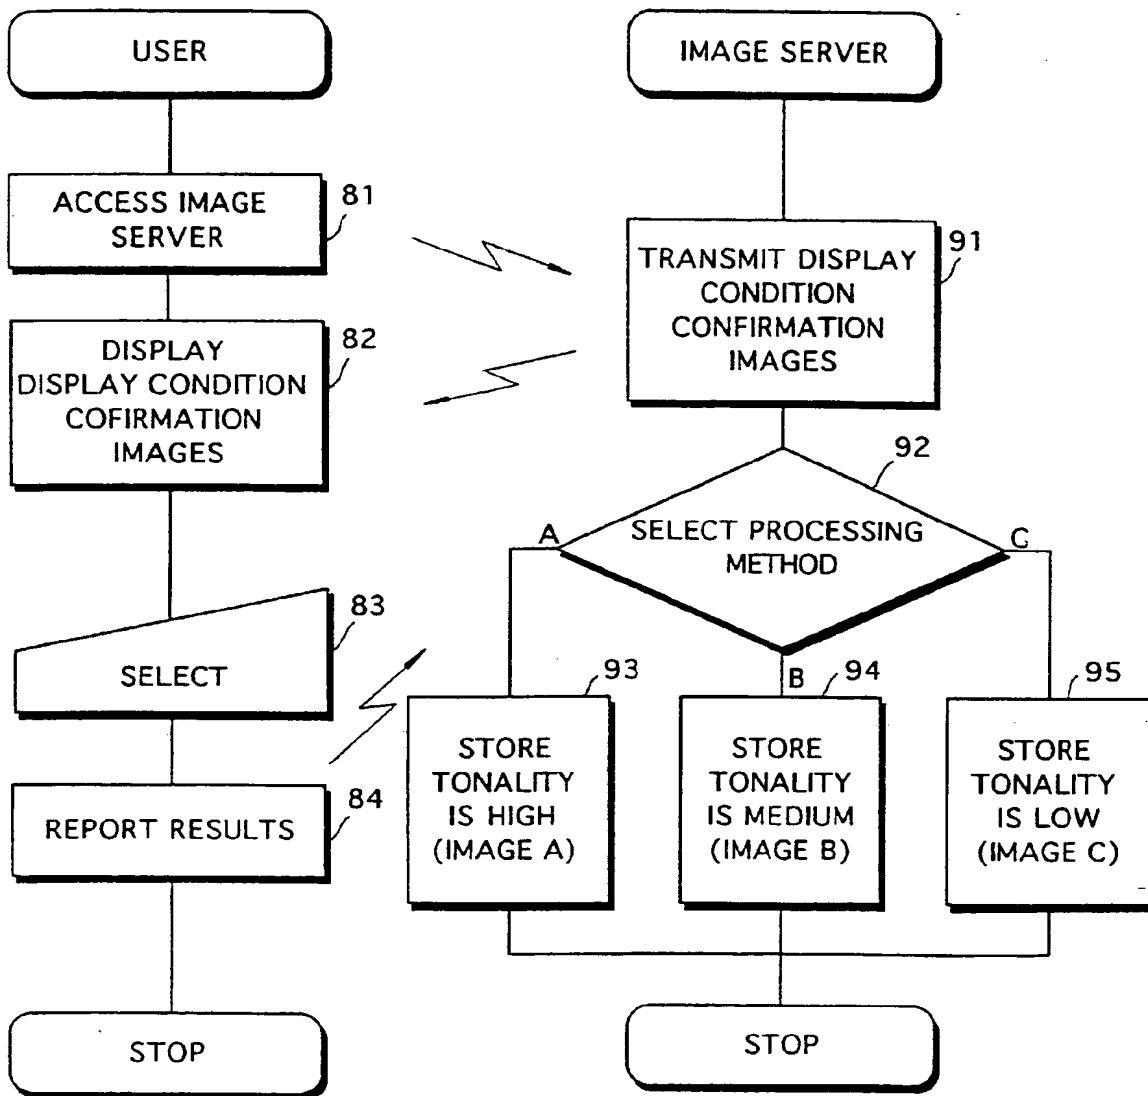 USER
ACCESS IMAGE
SERVER
81
DISPLAY
DISPLAY CONDITION
COFIRMATION
IMAGES
82
SELECT
83
REPORT RESULTS
84
STOP
IMAGE SERVER
TRANSMIT DISPLAY
CONDITION
CONFIRMATION
IMAGES
91
SELECT PROCESSING
METHOD
92
A
B
C
STORE
TONALITY
IS HIGH
(IMAGE A)
93
STORE
TONALITY
IS MEDIUM
(IMAGE B)
94
STORE
TONALITY
IS LOW
(IMAGE C)
95
STOP